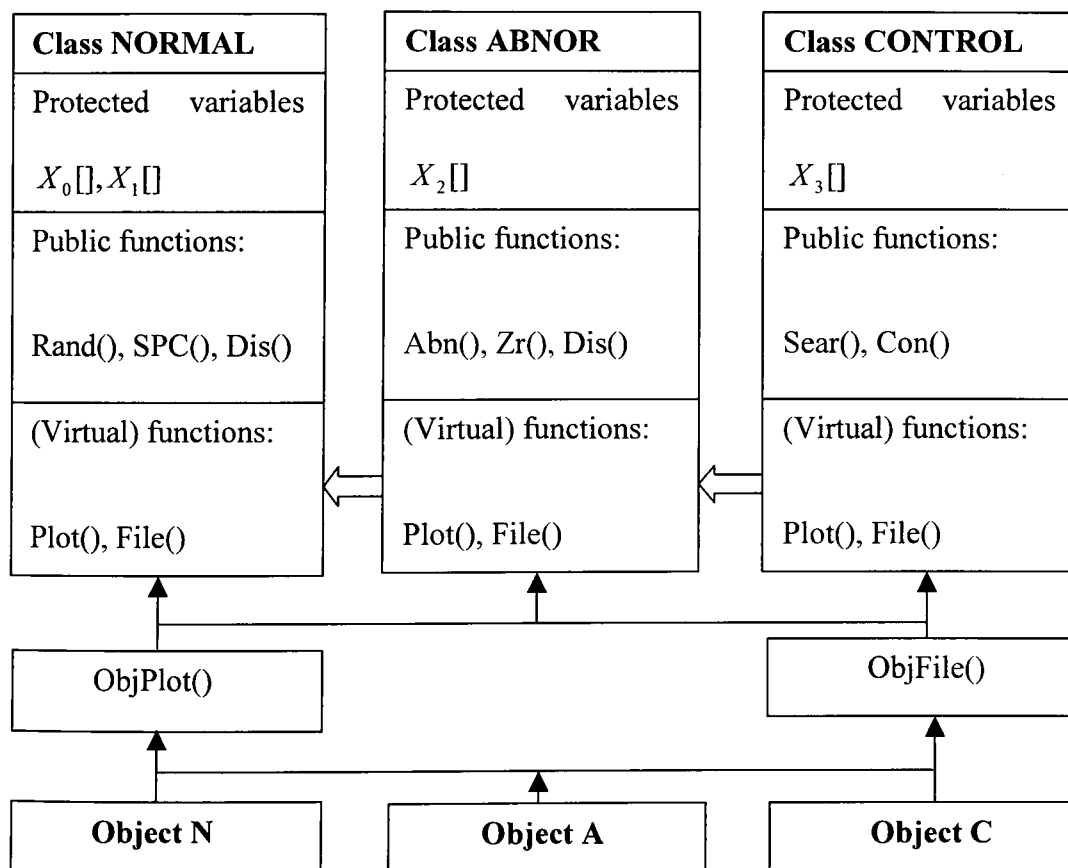 Class NORMAL
Protected variables
X₀[], X₁[]
Public functions:
Rand(), SPC(), Dis()
(Virtual) functions:
Plot(), File()
Class ABNOR
Protected variables
X₂[]
Public functions:
Abn(), Zr(), Dis()
(Virtual) functions:
Plot(), File()
Class CONTROL
Protected variables
X₃[]
Public functions:
Sear(), Con()
(Virtual) functions:
Plot(), File()
ObjPlot()
ObjFile()
Object N
Object A
Object C